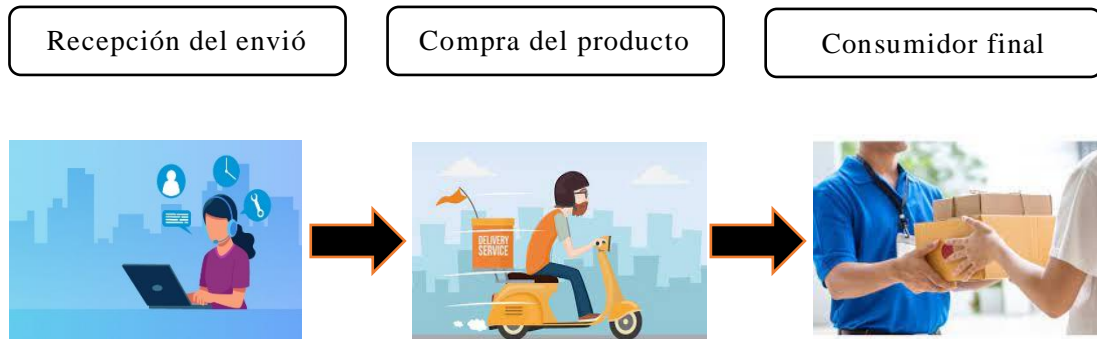 Recepción del envió
Compra del producto
Consumidor final
DELIVERY
SERVICE